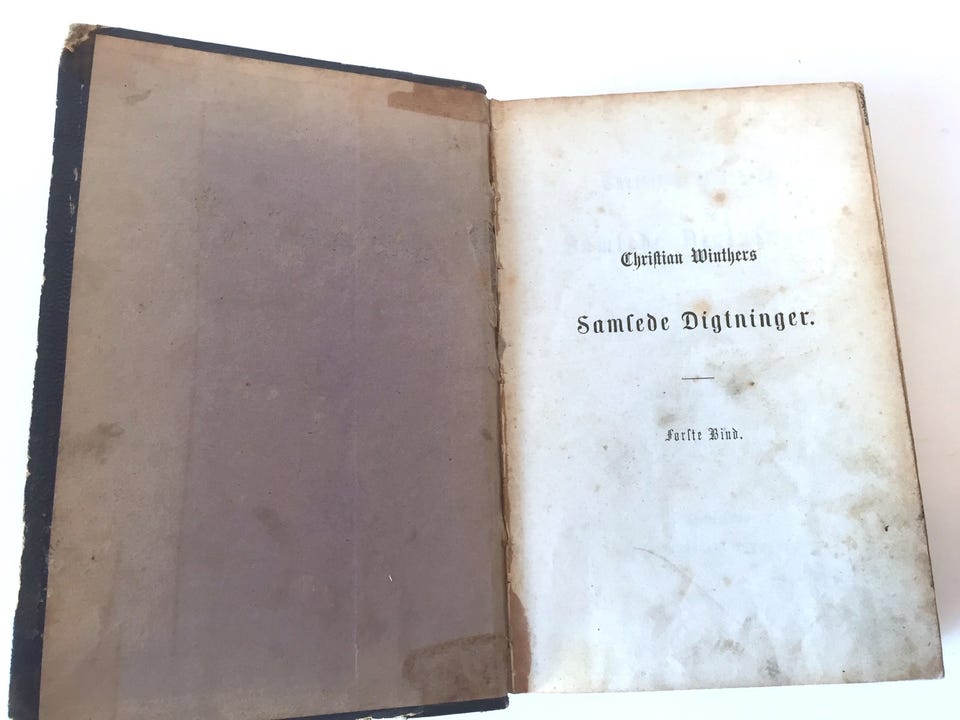 Christian Winthers
Samlede Digtninger.
Første Bind.